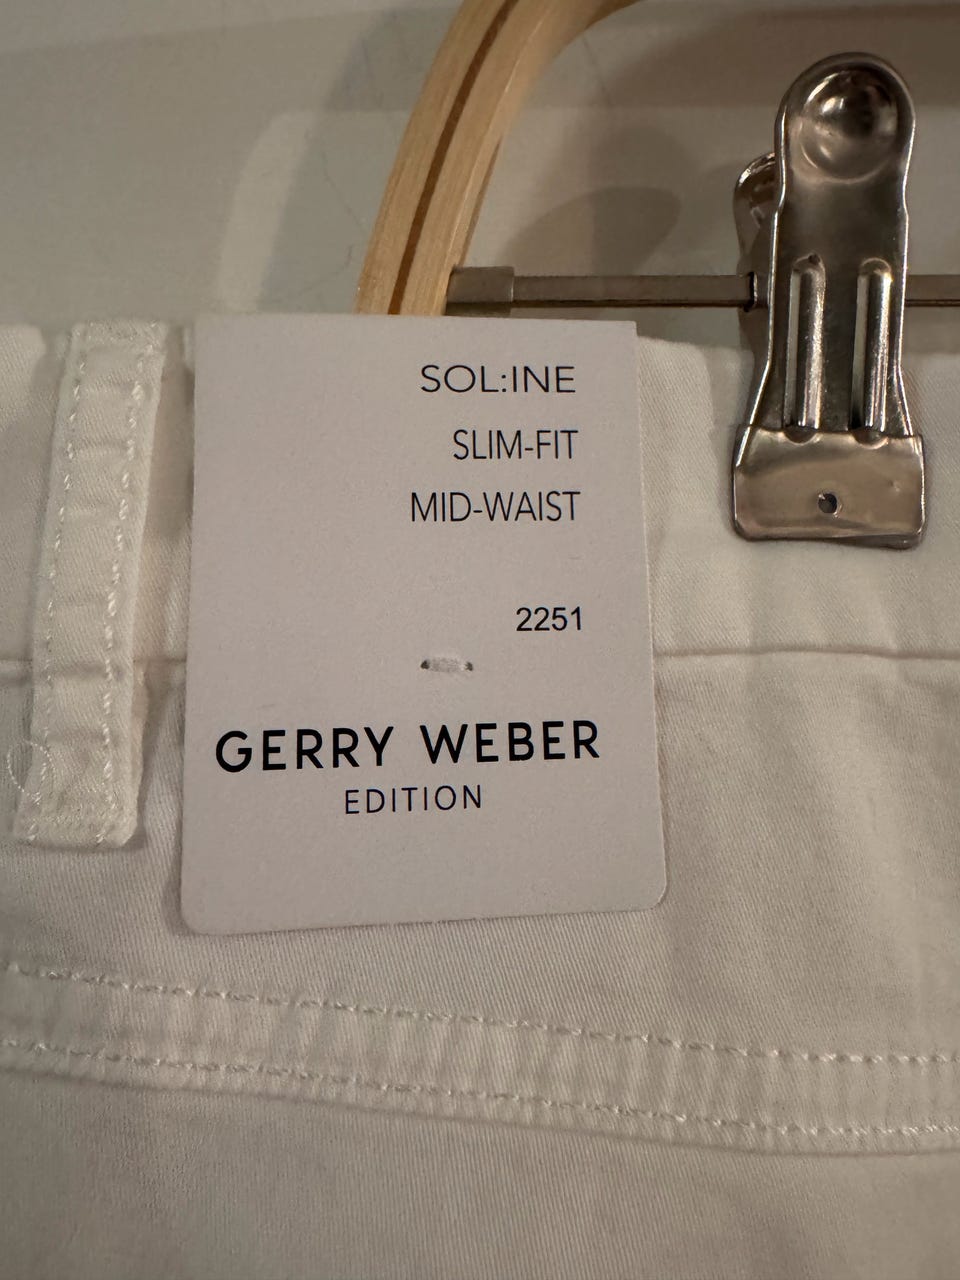 SOL:INE
SLIM-FIT
MID-WAIST
2251
GERRY WEBER
EDITION